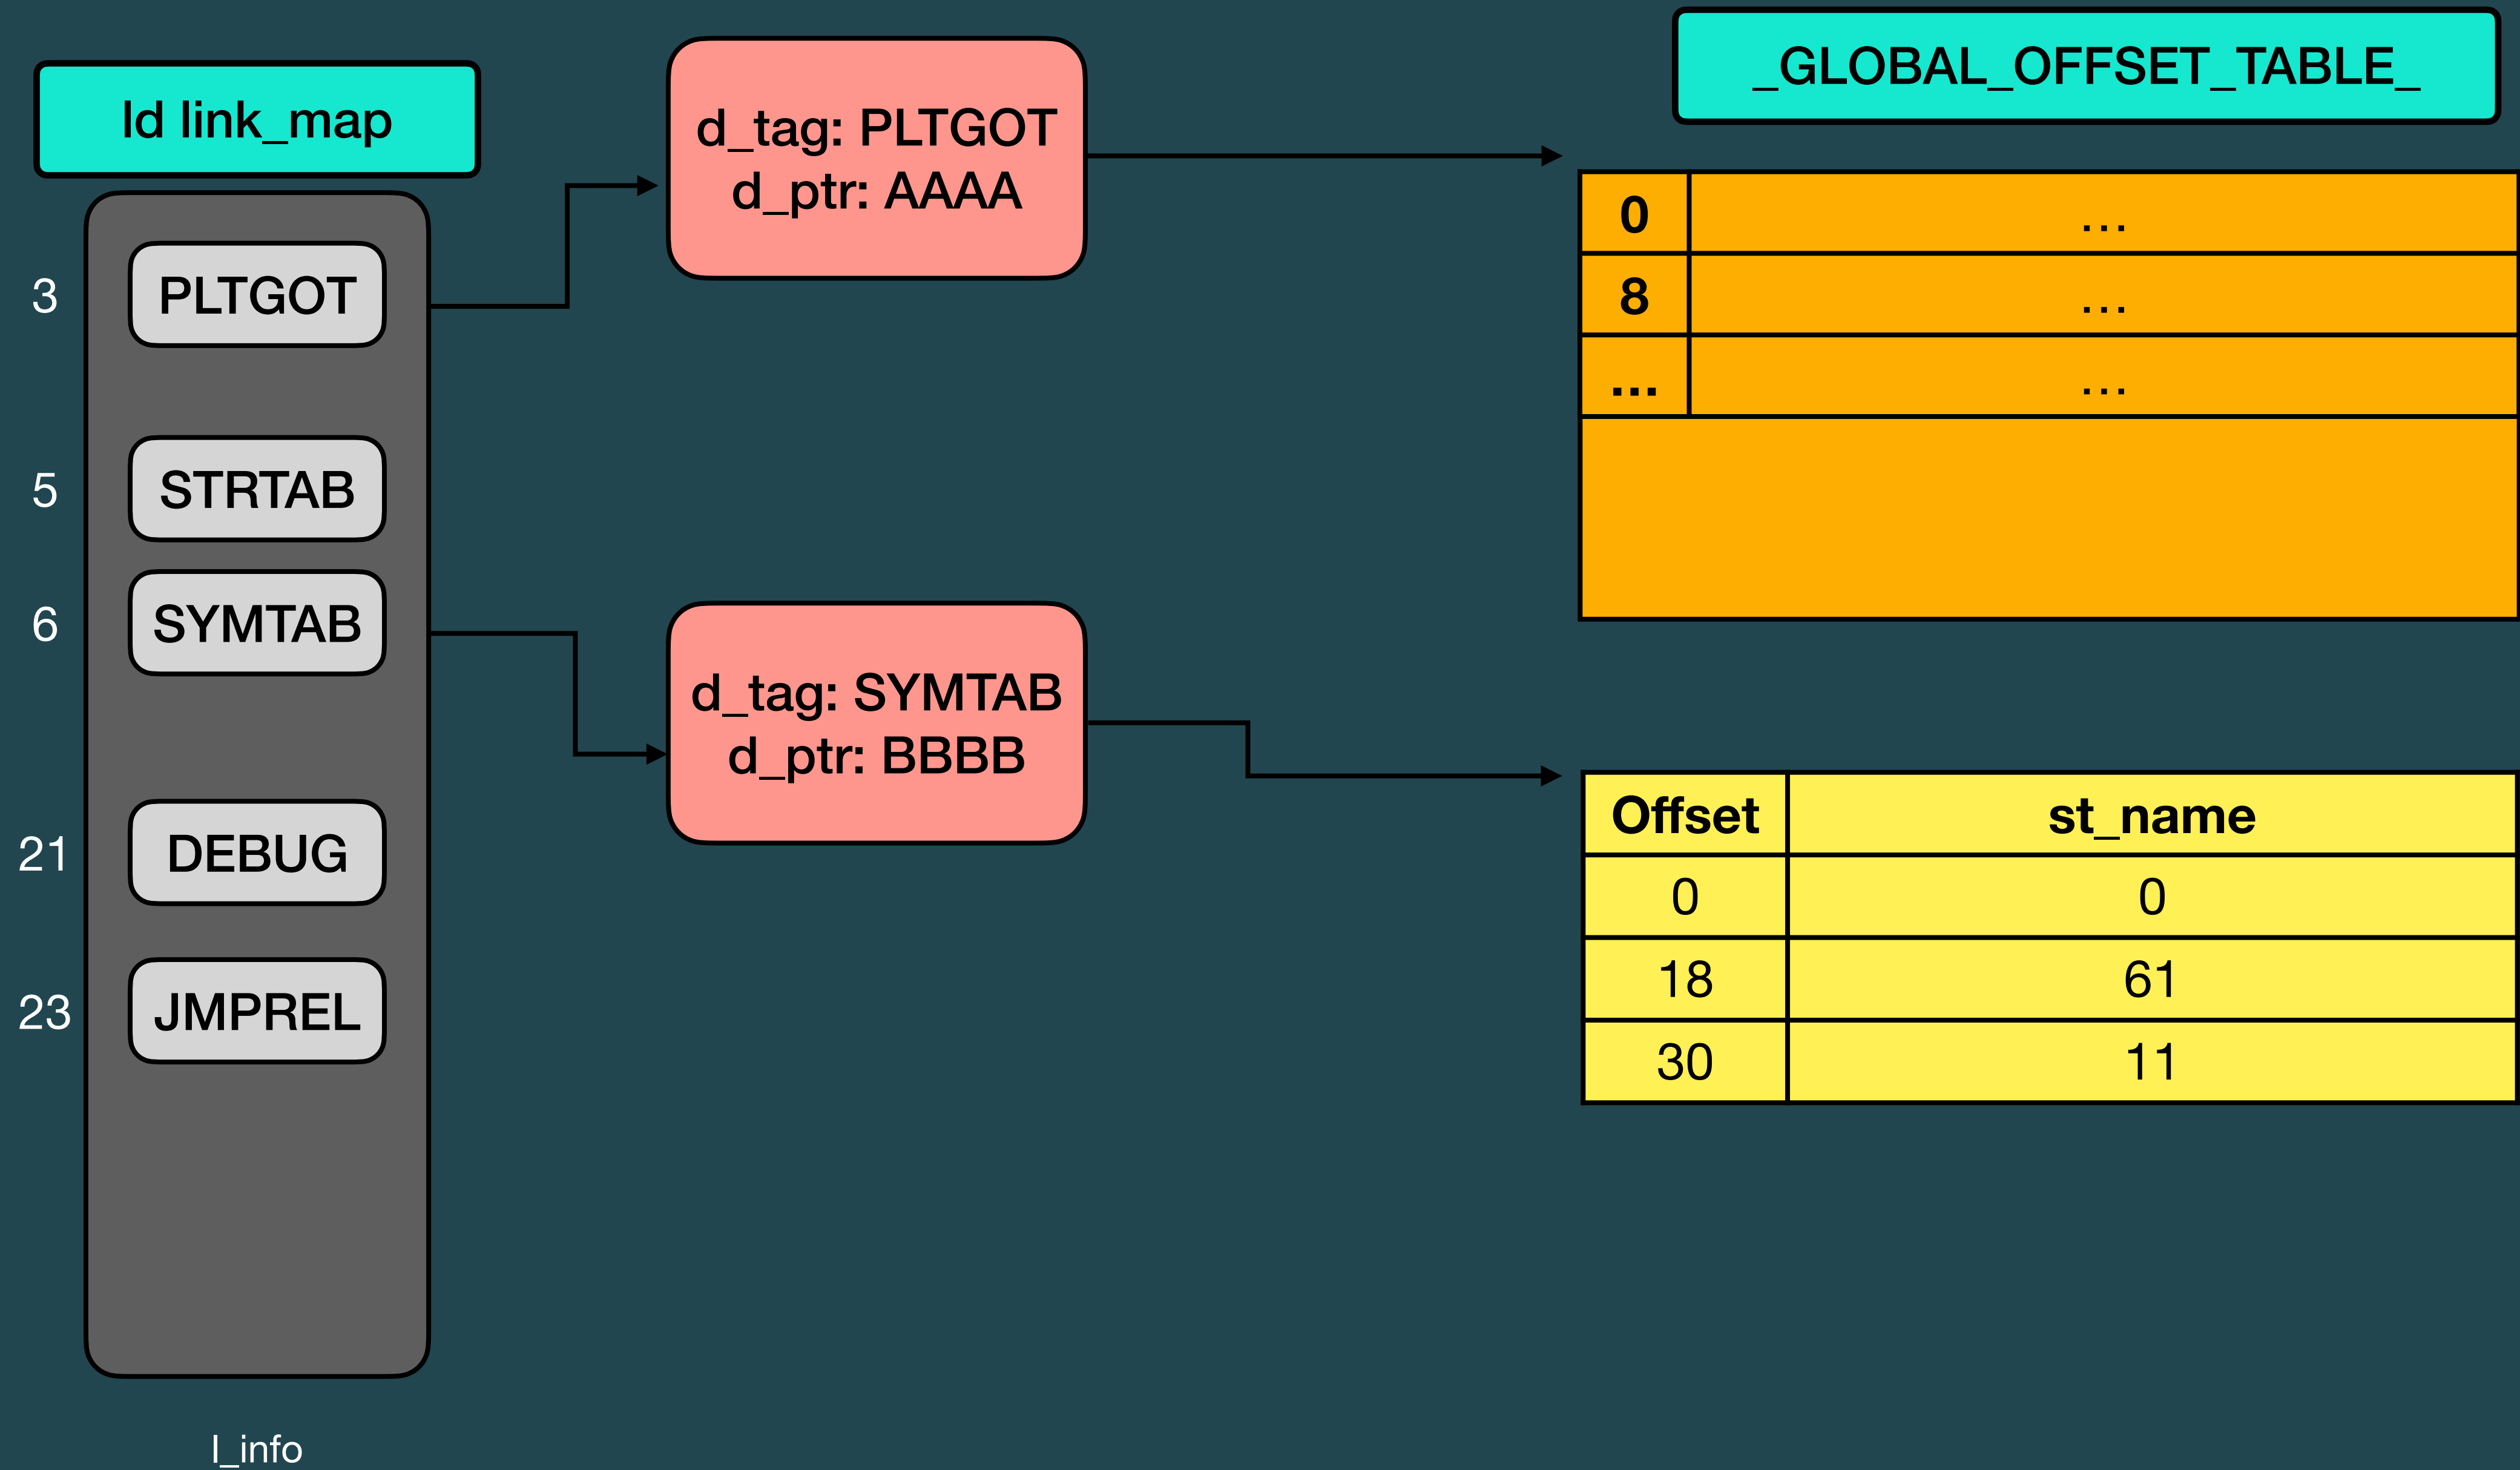 ld link_map
3
PLTGOT
5
STRTAB
6
SYMTAB
21
DEBUG
23
JMPREL
l_info
d_tag: PLTGOT
d_ptr: AAAA
d_tag: SYMTAB
d_ptr: BBBB
_GLOBAL_OFFSET_TABLE_
0 …
8 …
… …
Offset st_name
0 0
18 61
30 11